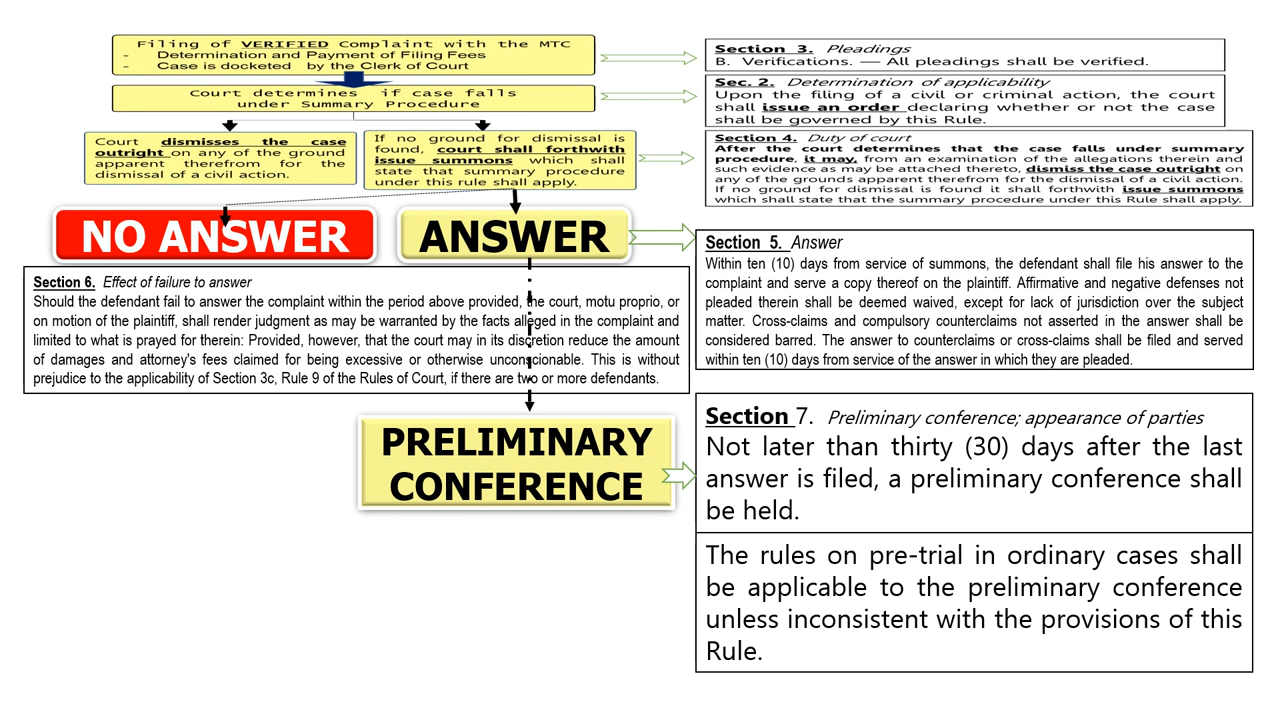 Filing of VERIFIED Complaint with the MTC
- Determination and Payment of Filing Fees
- Case is docketed by the Clerk of Court
Section 3. Pleadings
B. Verifications. — All pleadings shall be verified.
Court determines if case falls
under Summary Procedure
Sec. 2. Determination of applicability
Upon the filing of a civil or criminal action, the court
shall issue an order declaring whether or not the case
shall be governed by this Rule.
Court dismisses the case
outright on any of the ground
apparent therefrom for the
dismissal of a civil action.
If no ground for dismissal is
found, court shall forthwith
issue summons which shall
state that summary procedure
under this rule shall apply.
Section 4. Duty of court
After the court determines that the case falls under summary
procedure, it may, from an examination of the allegations therein and
such evidence as may be attached thereto, dismiss the case outright on
any of the grounds apparent therefrom for the dismissal of a civil action.
If no ground for dismissal is found it shall forthwith issue summons
which shall state that the summary procedure under this Rule shall apply.
NO ANSWER
ANSWER
Section 5. Answer
Within ten (10) days from service of summons, the defendant shall file his answer to the
complaint and serve a copy thereof on the plaintiff. Affirmative and negative defenses not
pleaded therein shall be deemed waived, except for lack of jurisdiction over the subject
matter. Cross-claims and compulsory counterclaims not asserted in the answer shall be
considered barred. The answer to counterclaims or cross-claims shall be filed and served
within ten (10) days from service of the answer in which they are pleaded.
Section 6. Effect of failure to answer
Should the defendant fail to answer the complaint within the period above provided, the court, motu proprio, or
on motion of the plaintiff, shall render judgment as may be warranted by the facts alleged in the complaint and
limited to what is prayed for therein: Provided, however, that the court may in its discretion reduce the amount
of damages and attorney's fees claimed for being excessive or otherwise unconscionable. This is without
prejudice to the applicability of Section 3c, Rule 9 of the Rules of Court, if there are two or more defendants.
PRELIMINARY
CONFERENCE
Section 7. Preliminary conference; appearance of parties
Not later than thirty (30) days after the last
answer is filed, a preliminary conference shall
be held.
The rules on pre-trial in ordinary cases shall
be applicable to the preliminary conference
unless inconsistent with the provisions of this
Rule.